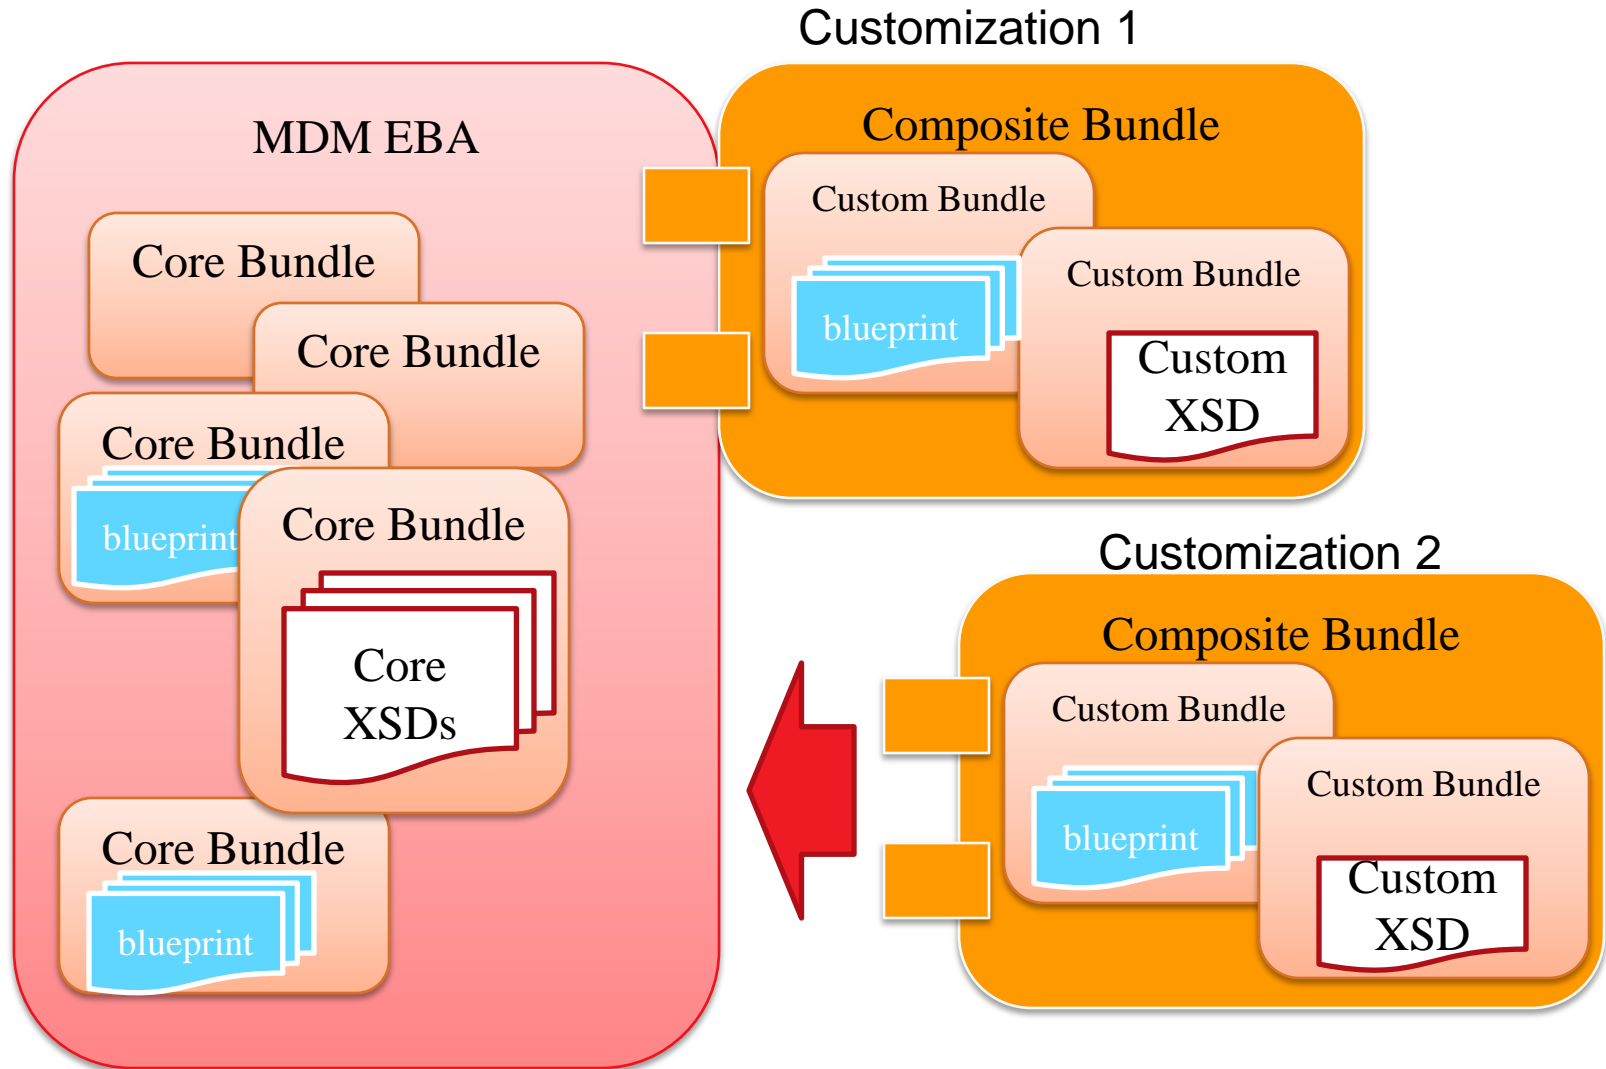 Customization 1
MDM EBA
Core Bundle
Core Bundle
Core Bundle
blueprint
Core Bundle
Core
XSDs
Core Bundle
blueprint
Composite Bundle
Custom Bundle
blueprint
Custom Bundle
Custom
XSD
Customization 2
Composite Bundle
Custom Bundle
blueprint
Custom Bundle
Custom
XSD